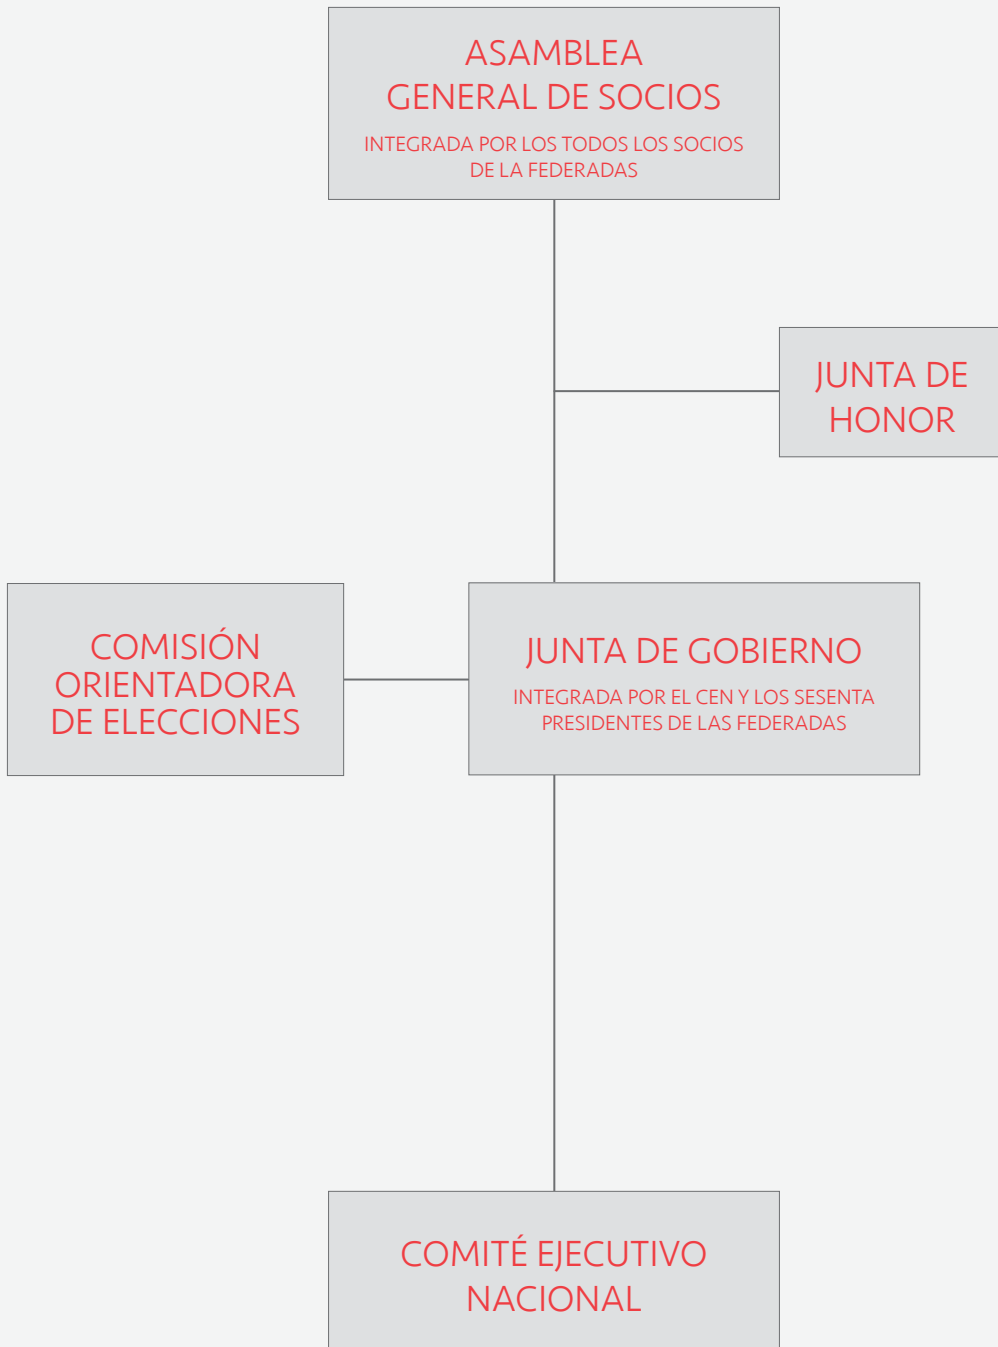 ASAMBLEA
GENERAL DE SOCIOS
INTEGRADA POR LOS TODOS LOS SOCIOS
DE LA FEDERADAS
JUNTA DE
HONOR
COMISIÓN
ORIENTADORA
DE ELECCIONES
JUNTA DE GOBIERNO
INTEGRADA POR EL CEN Y LOS SESENTA
PRESIDENTES DE LAS FEDERADAS
COMITÉ EJECUTIVO
NACIONAL